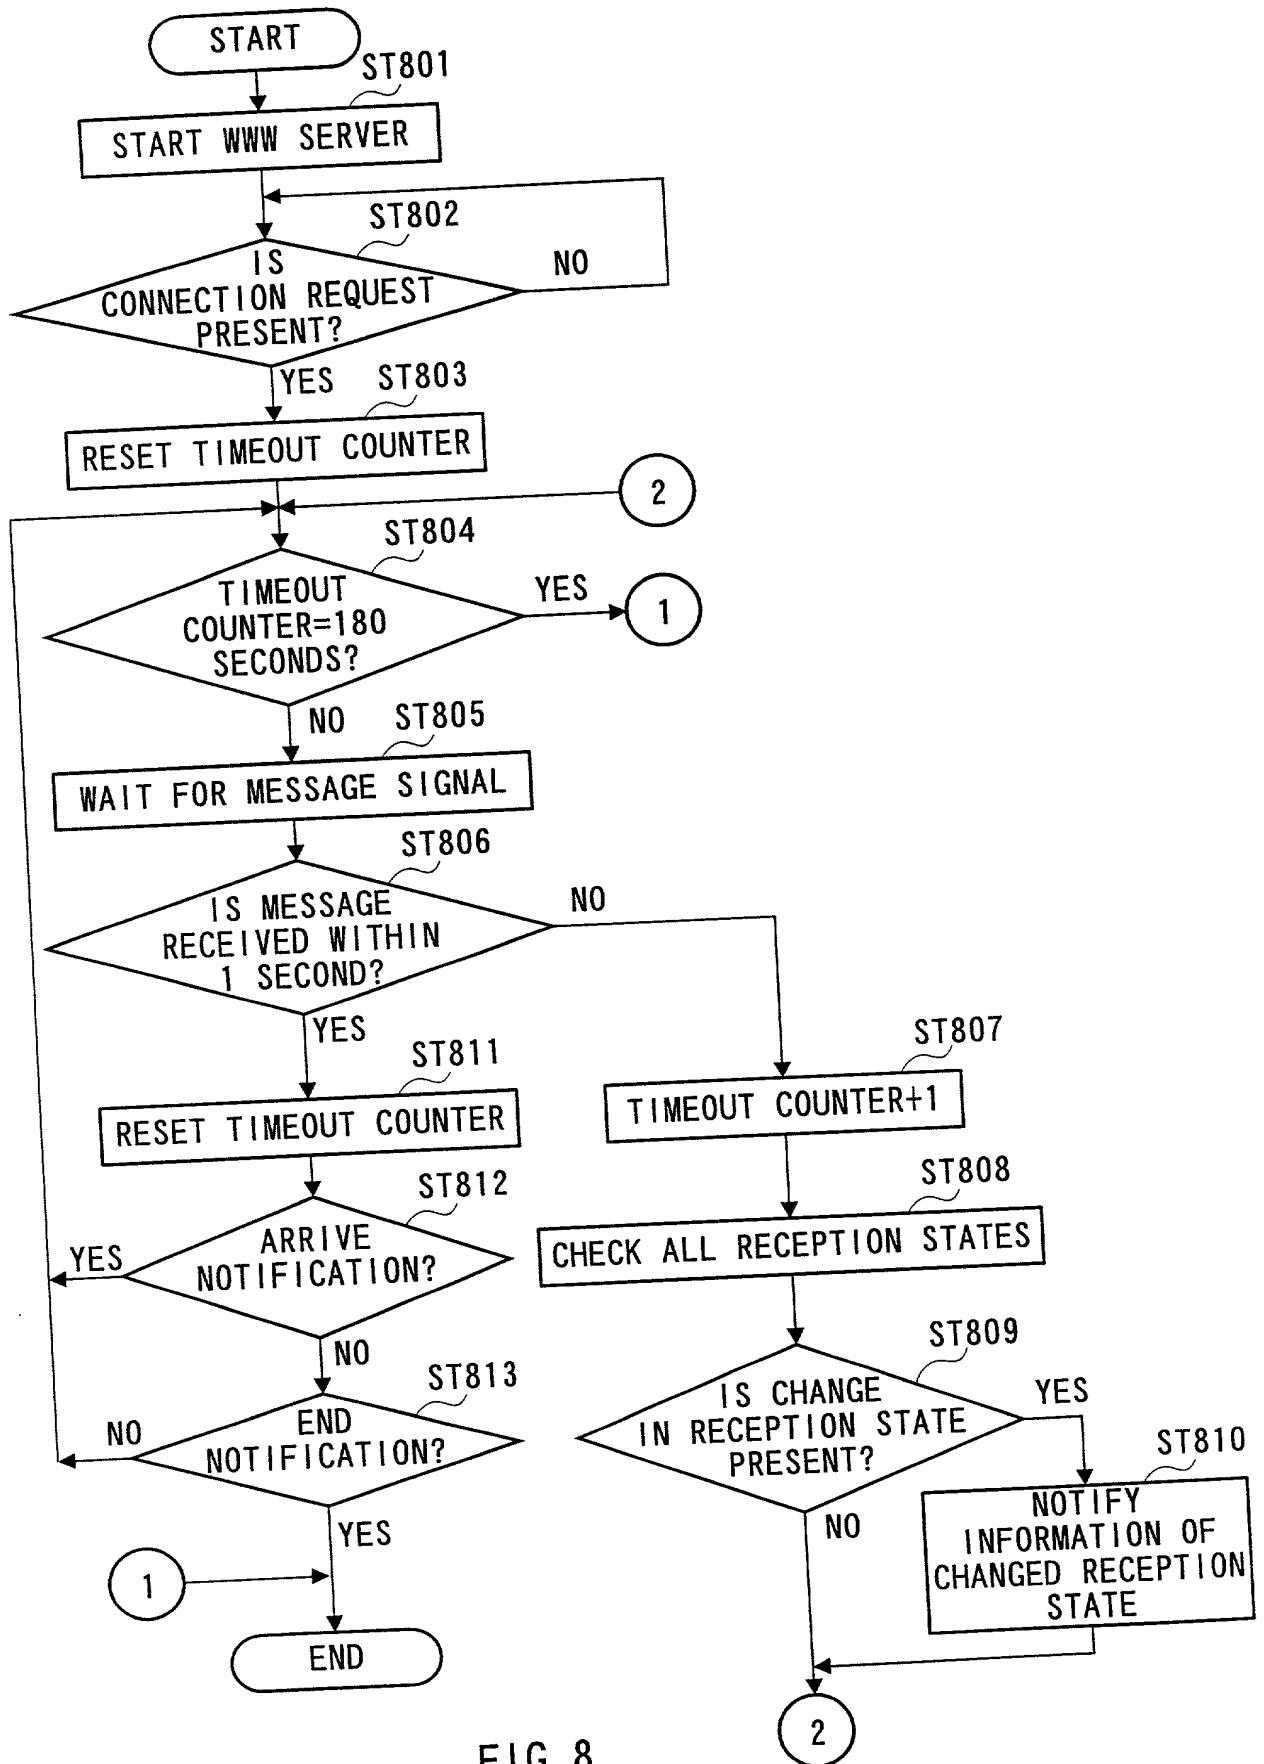 START
ST801
START WWW SERVER
ST802
IS
CONNECTION REQUEST
PRESENT?
NO
YES
ST803
RESET TIMEOUT COUNTER
2
ST804
TIMEOUT
COUNTER=180
SECONDS?
YES
1
NO
ST805
WAIT FOR MESSAGE SIGNAL
ST806
IS MESSAGE
RECEIVED WITHIN
1 SECOND?
NO
YES
ST811
RESET TIMEOUT COUNTER
ST807
TIMEOUT COUNTER+1
ST812
ARRIVE
NOTIFICATION?
YES
NO
ST808
CHECK ALL RECEPTION STATES
ST813
END
NOTIFICATION?
NO
YES
ST809
IS CHANGE
IN RECEPTION STATE
PRESENT?
YES
NO
ST810
NOTIFY
INFORMATION OF
CHANGED RECEPTION
STATE
1
END
2
FIG. 8